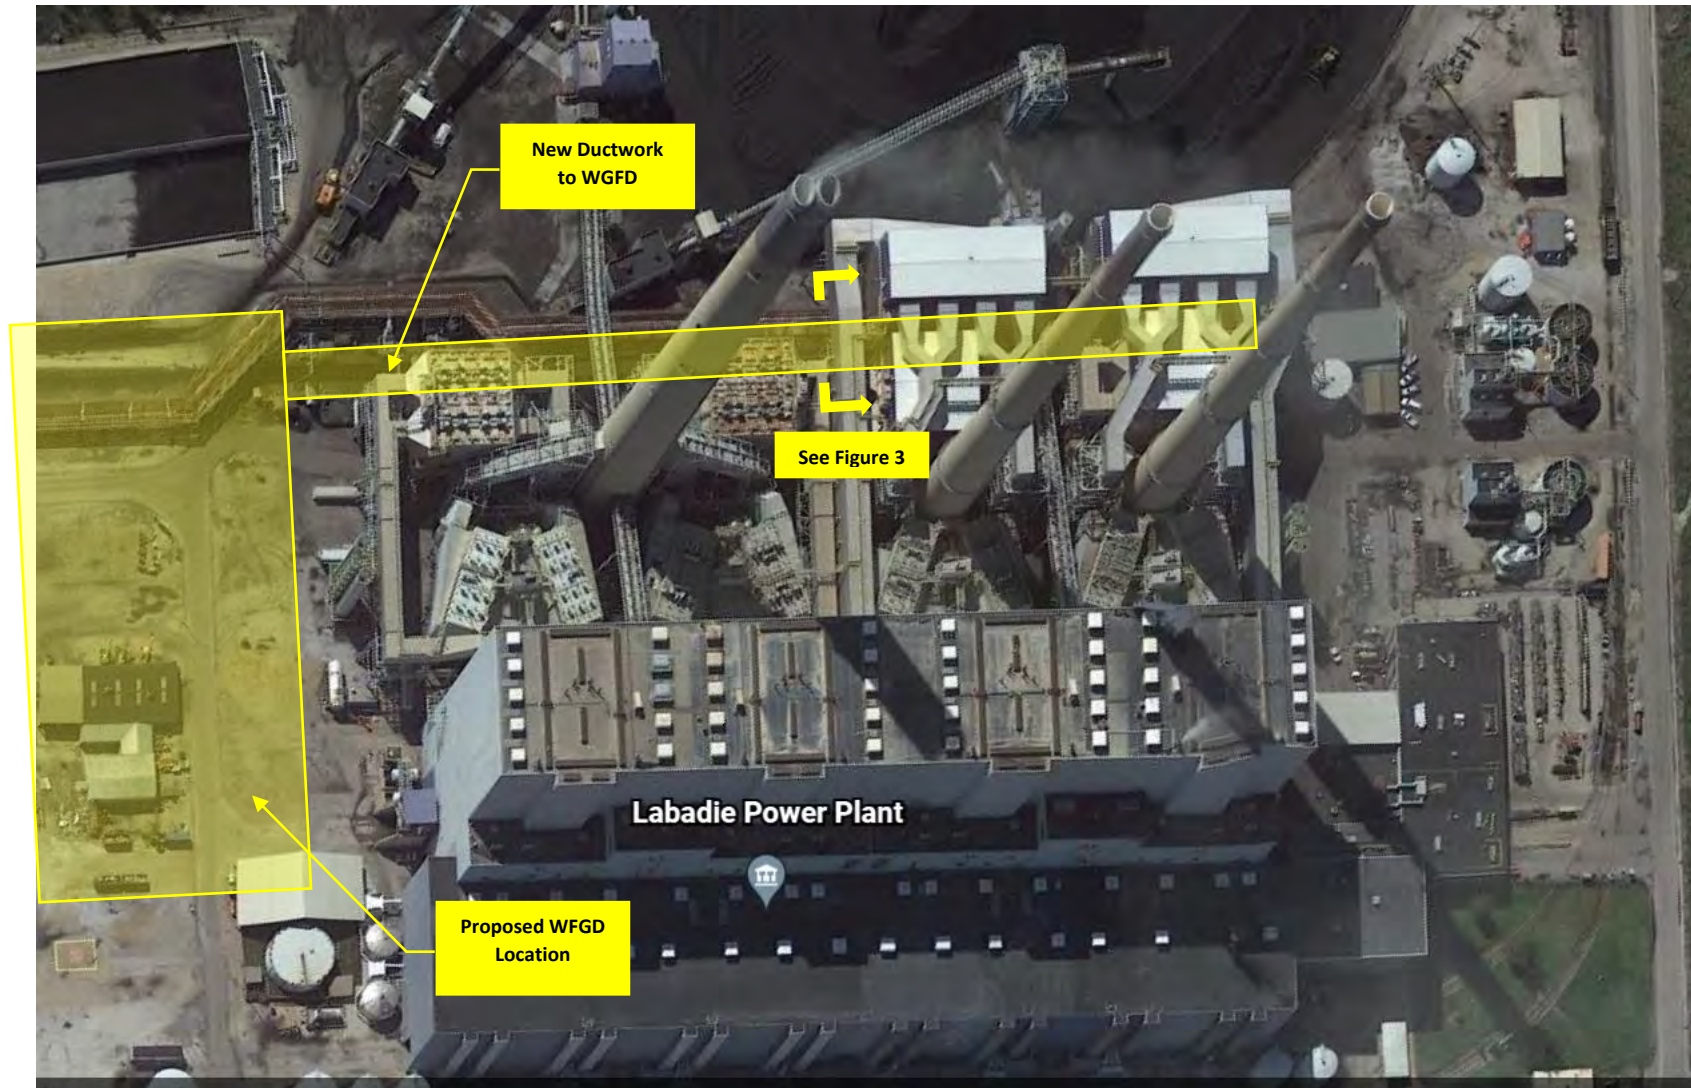 New Ductwork
to WGFD
See Figure 3
Labadie Power Plant
Proposed WFGD
Location